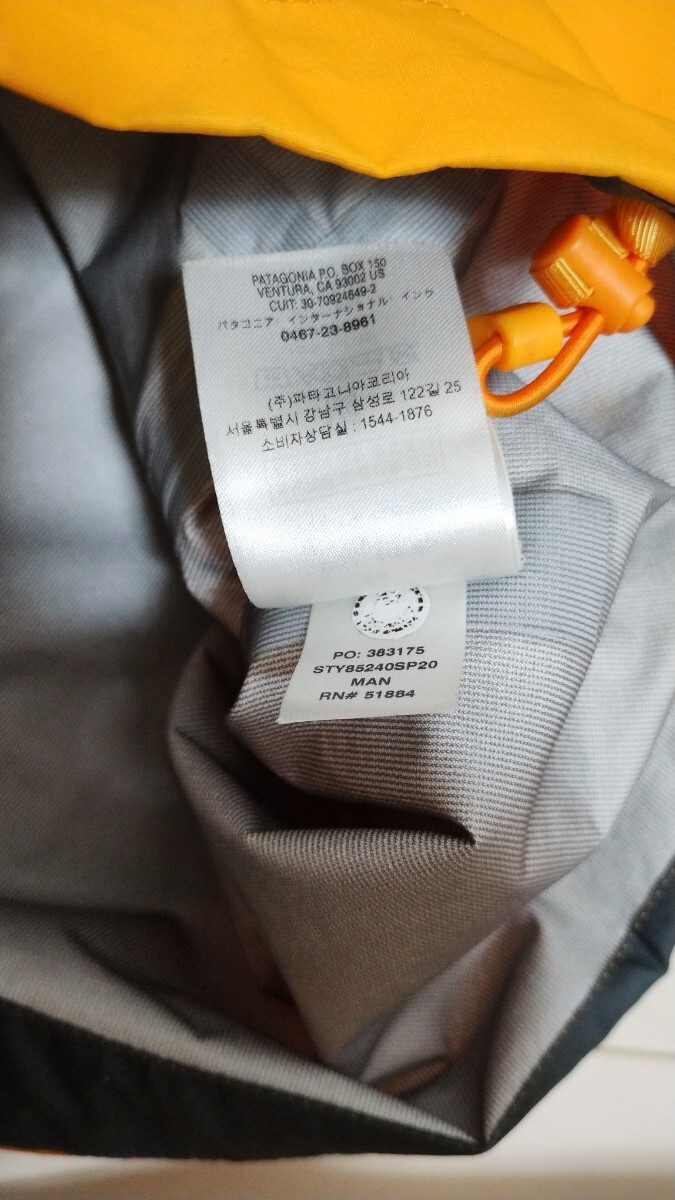 PATAGONIA P.O. BOX 150
VENTURA, CA 93002 US
CUIT: 30-70924649-2
パタゴニア・インターナショナル・インク
0467-23-8961
(주)파타고니아코리아
서울특별시 강남구 삼성로 122길 25
소비자상담실 : 1544-1876
PO: 383175
STY85240SP20
MAN
RN# 51884